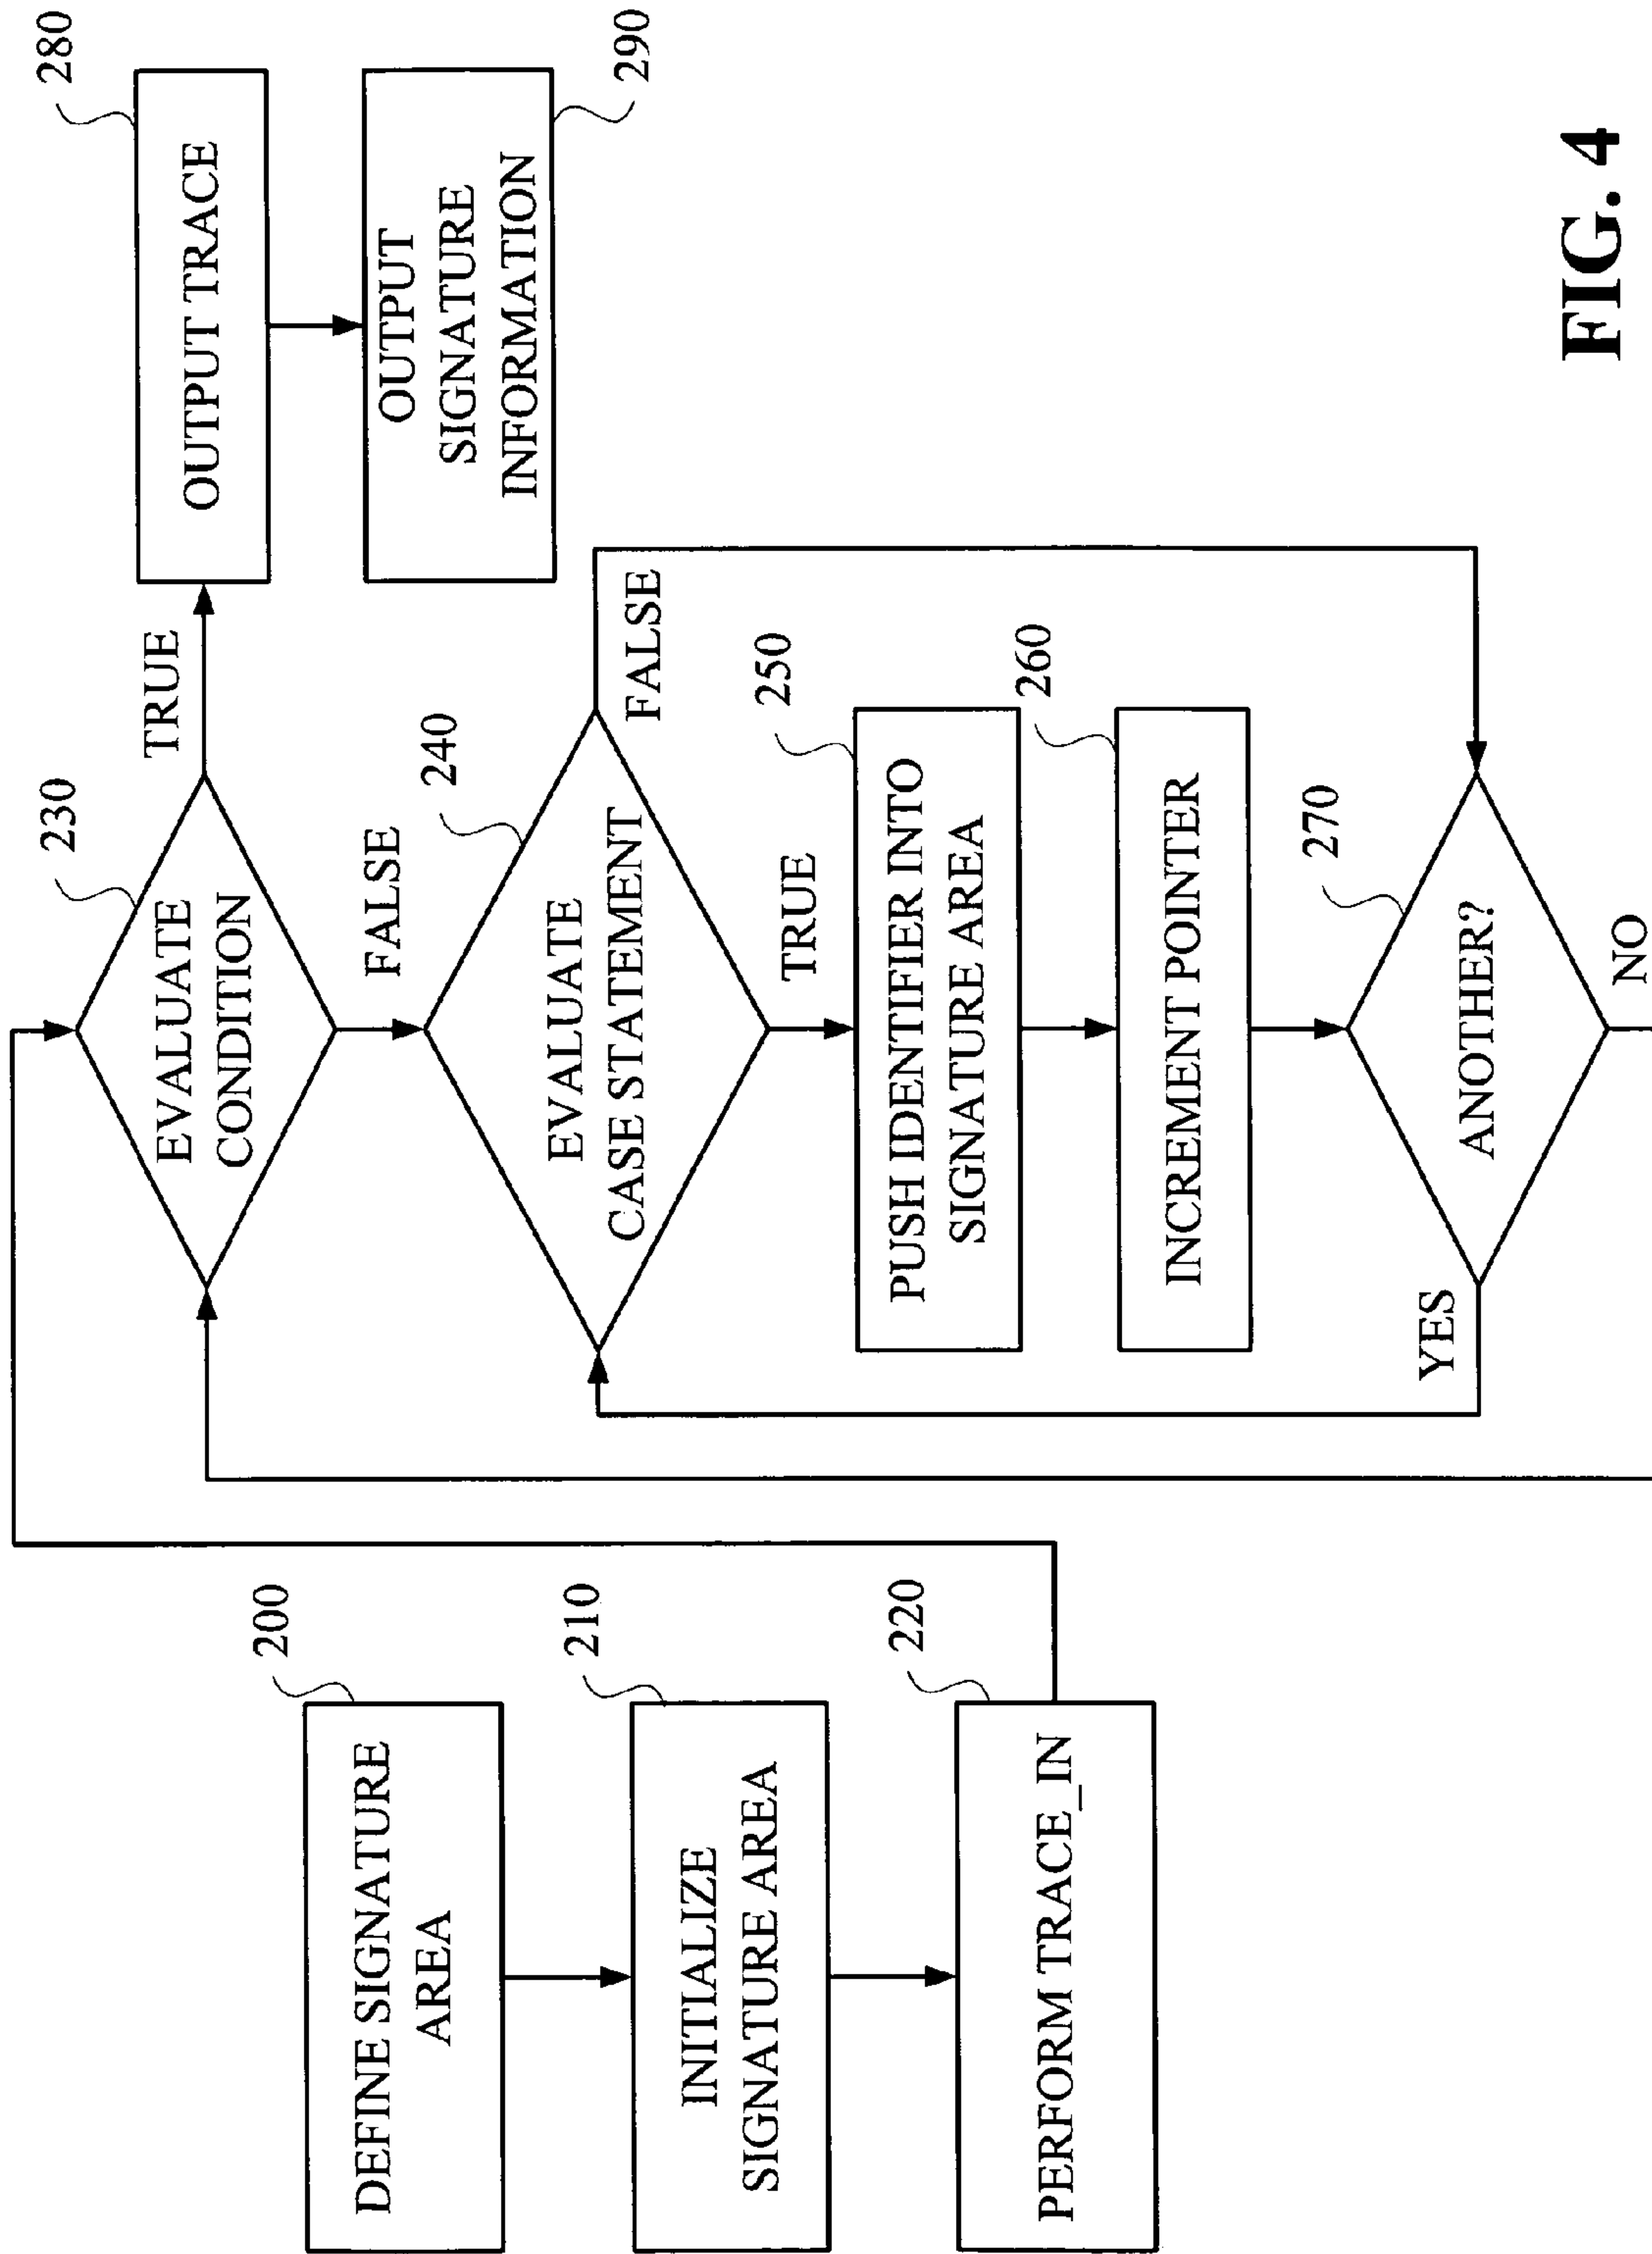 200
DEFINE SIGNATURE
AREA
210
INITIALIZE
SIGNATURE AREA
220
PERFORM TRACE_IN
230
EVALUATE
CONDITION
TRUE
FALSE
240
EVALUATE
CASE STATEMENT
FALSE
TRUE
250
PUSH IDENTIFIER INTO
SIGNATURE AREA
260
INCREMENT POINTER
270
ANOTHER?
YES
NO
280
OUTPUT TRACE
290
OUTPUT
SIGNATURE
INFORMATION
FIG. 4